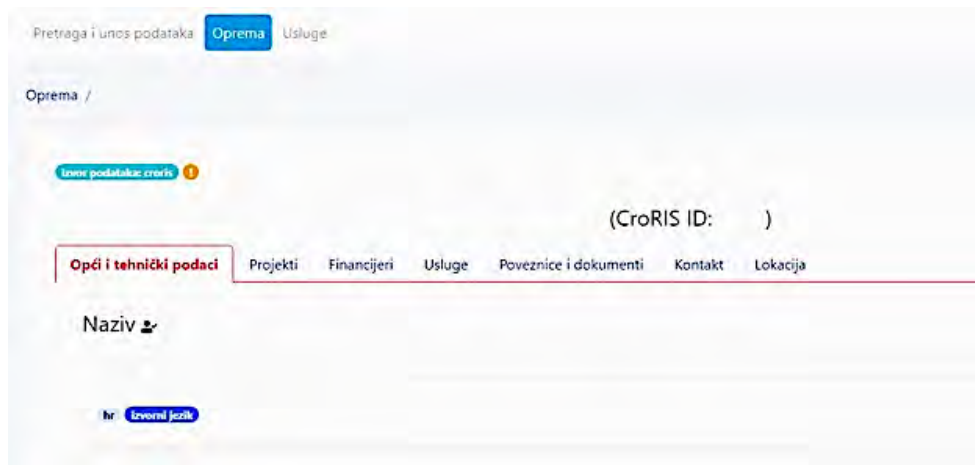 Pretraga i unos podataka Oprema Usluge
Oprema /
Izvor podataka: croris !
(CroRIS ID: )
Opći i tehnički podaci Projekti Financijeri Usluge Poveznice i dokumenti Kontakt Lokacija
Naziv
hr Izvorni jezik